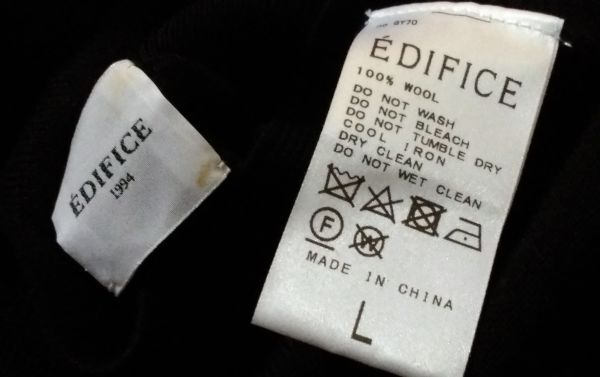 ÉDIFICE
1994
GY70
ÉDIFICE
100% WOOL
DO NOT WASH
DO NOT BLEACH
DO NOT TUMBLE DRY
COOL IRON
DRY CLEAN
DO NOT WET CLEAN
F
W
MADE IN CHINA
L